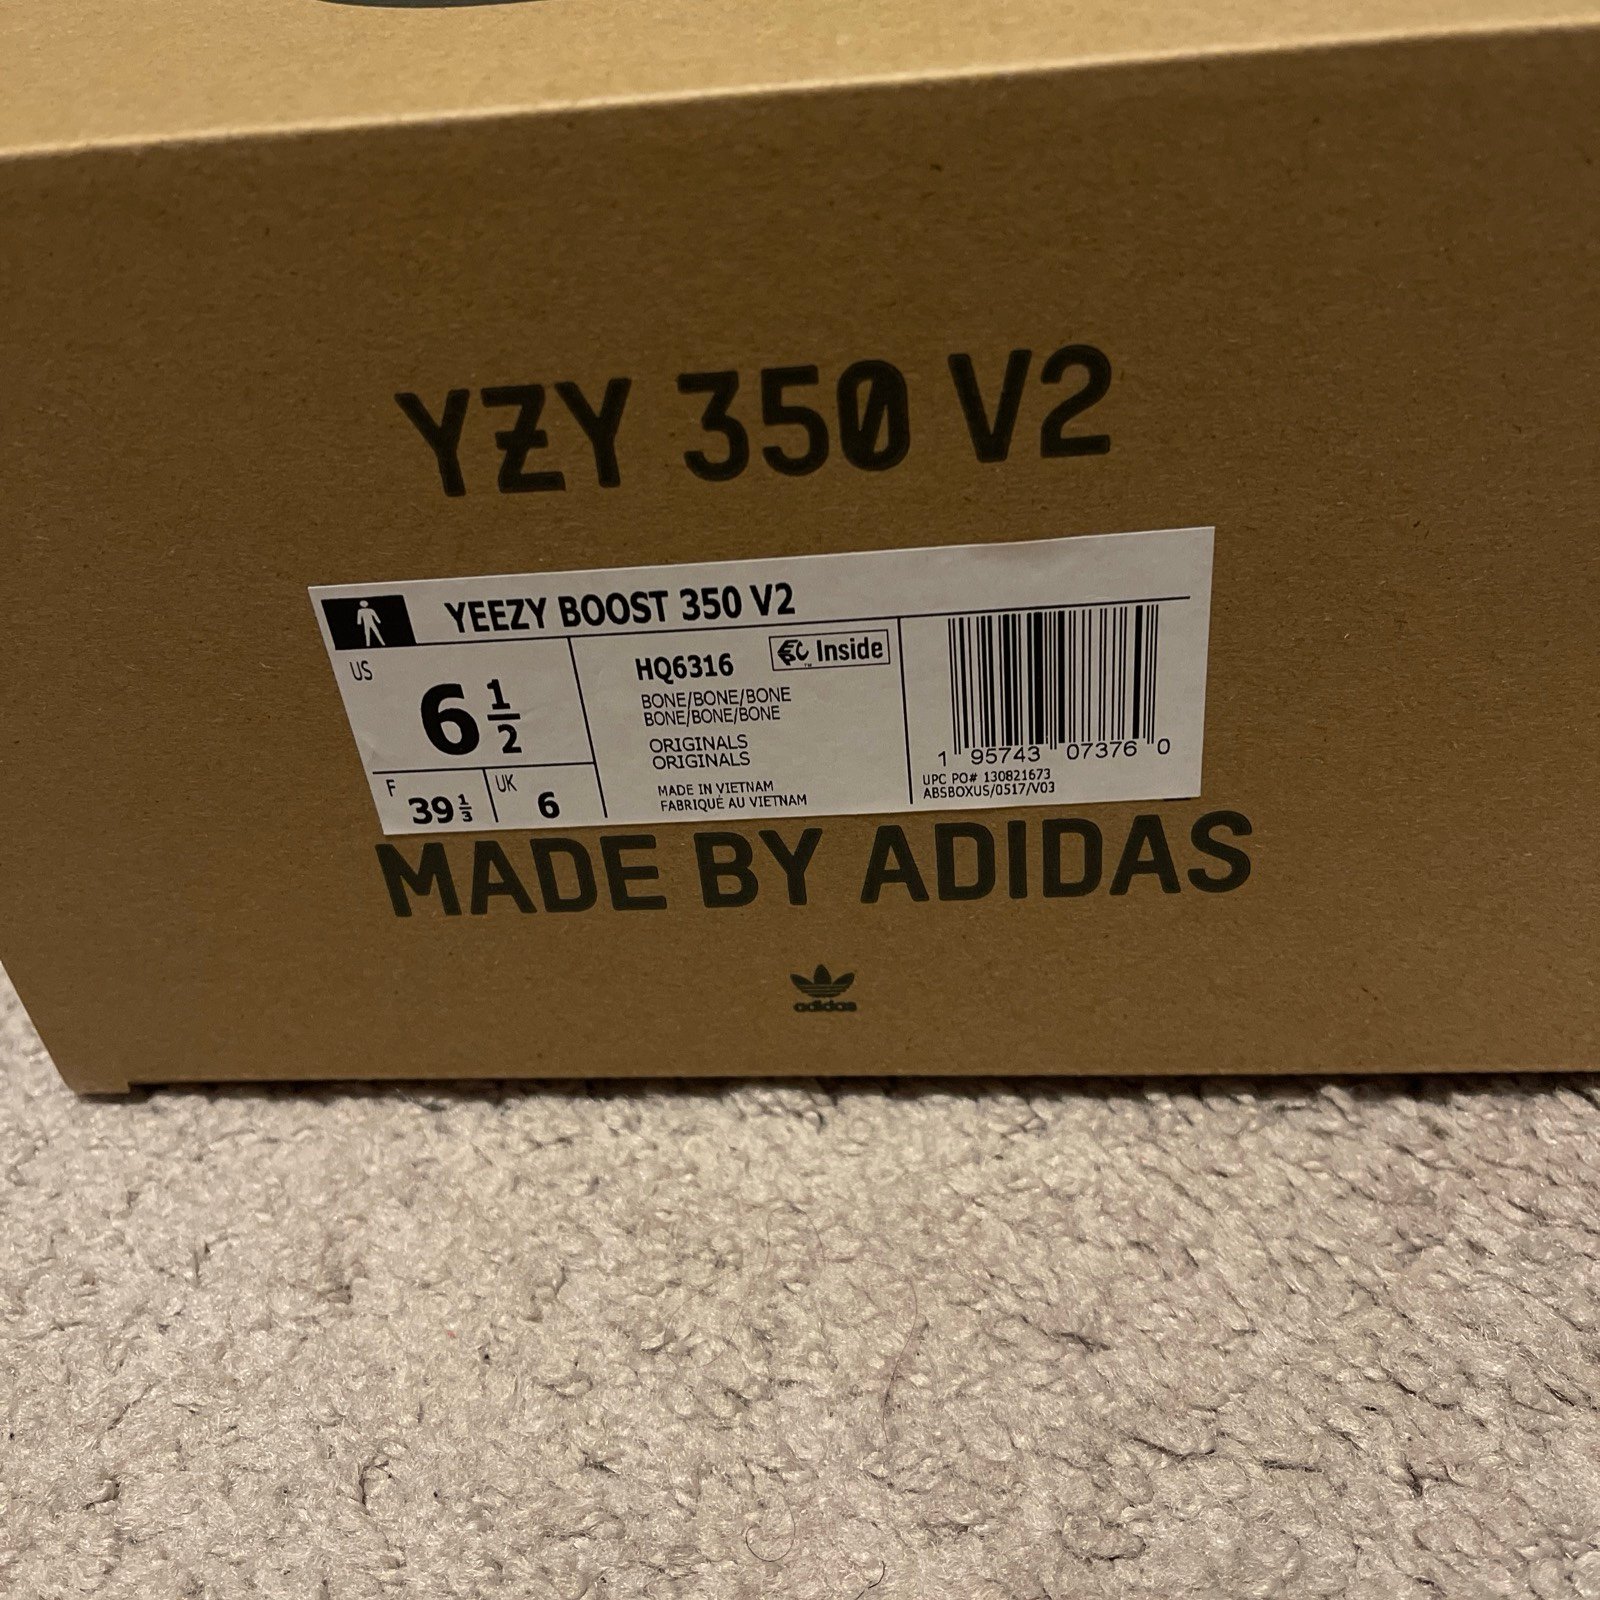 YZY 350 V2
YEEZY BOOST 350 V2
US
6 1/2
F
39 1/3
UK
6
HQ6316
Inside
BONE/BONE/BONE
BONE/BONE/BONE
ORIGINALS
ORIGINALS
MADE IN VIETNAM
FABRIQUÉ AU VIETNAM
1 95743 07376 0
UPC PO# 130821673
ABSBOXUS/0517/V03
MADE BY ADIDAS
adidas